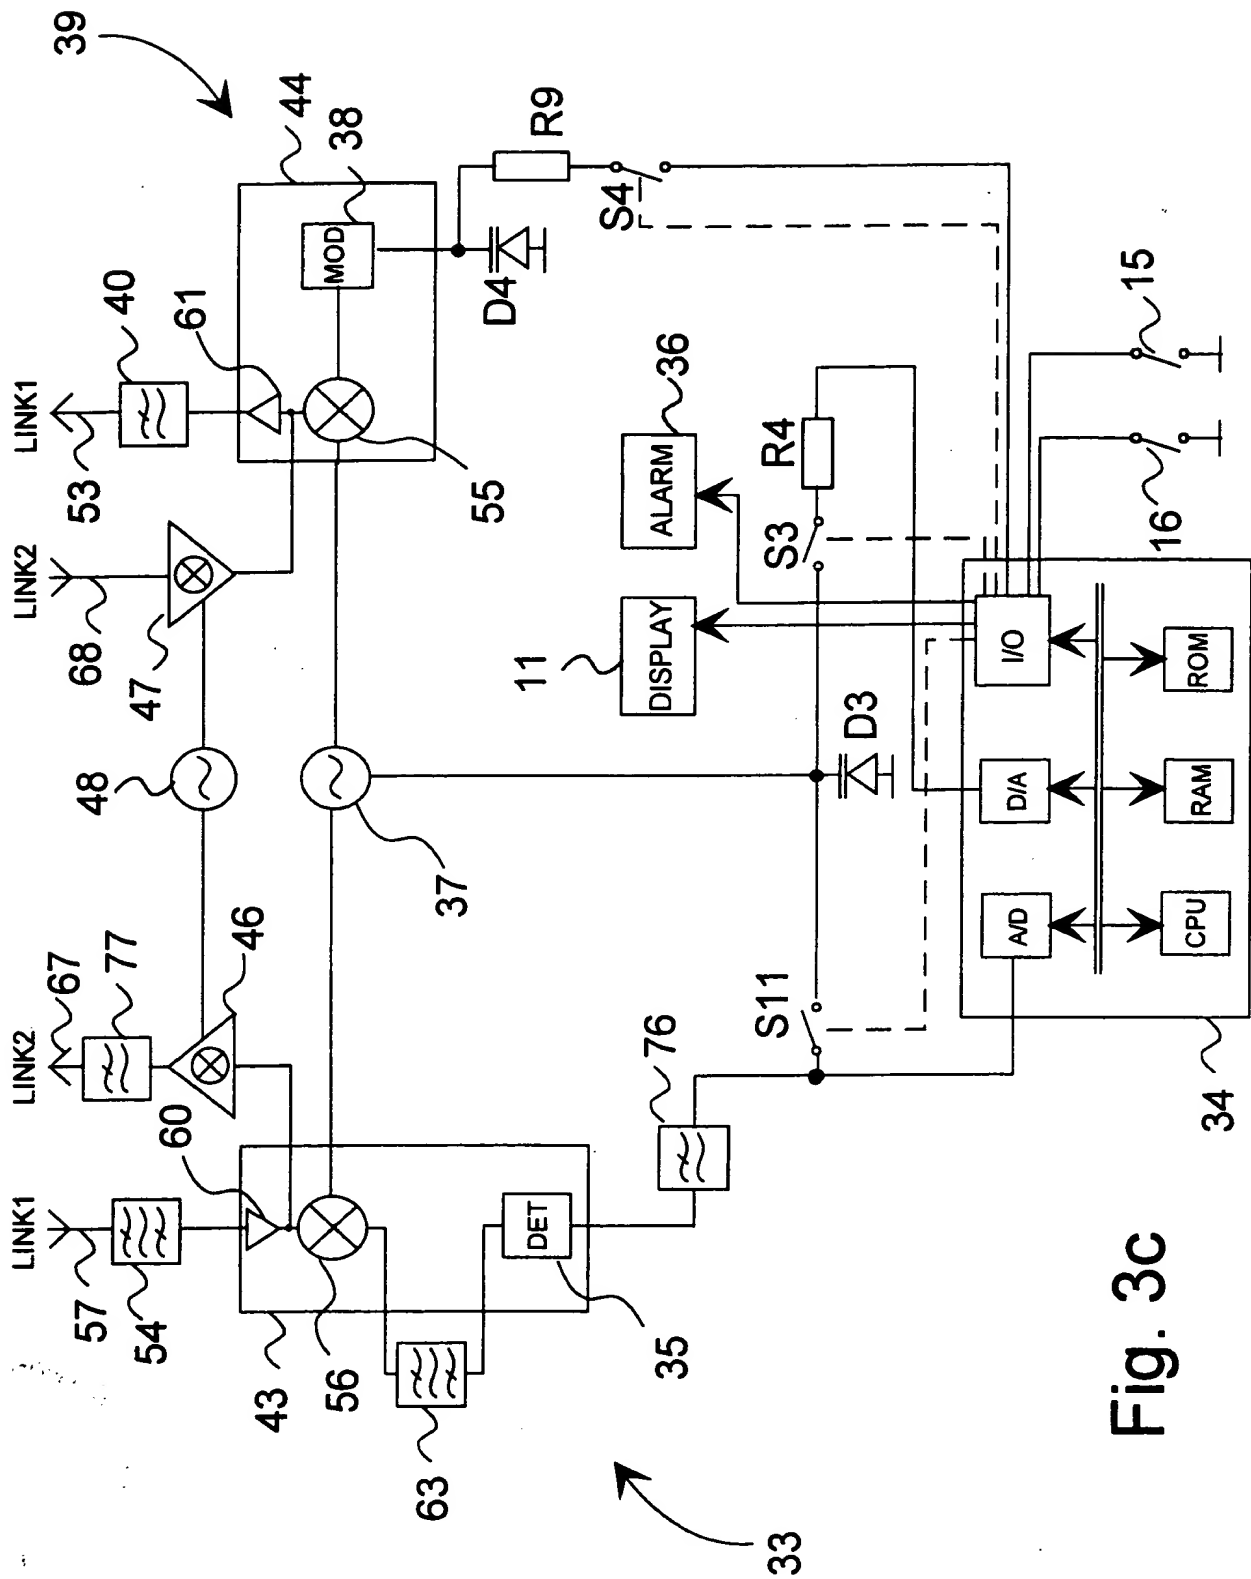 39
LINK1
57
54
43
56
63
33
60
LINK2
67
77
46
48
37
LINK2
68
47
LINK1
53
40
61
44
38
MOD
55
D4
R9
S4
DET
35
76
S11
D3
11
DISPLAY
ALARM
36
S3
R4
15
16
34
A/D
D/A
I/O
CPU
RAM
ROM
Fig. 3c